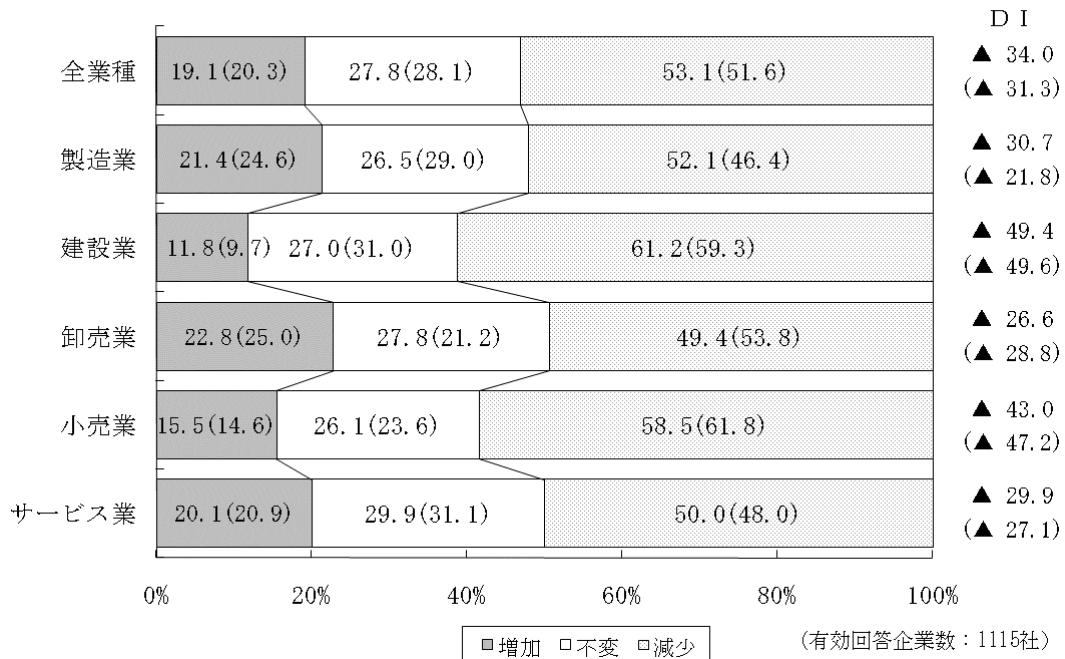 ＤＩ
全業種 19.1(20.3) 27.8(28.1) 53.1(51.6) ▲ 34.0
(▲ 31.3)
製造業 21.4(24.6) 26.5(29.0) 52.1(46.4) ▲ 30.7
(▲ 21.8)
建設業 11.8(9.7) 27.0(31.0) 61.2(59.3) ▲ 49.4
(▲ 49.6)
卸売業 22.8(25.0) 27.8(21.2) 49.4(53.8) ▲ 26.6
(▲ 28.8)
小売業 15.5(14.6) 26.1(23.6) 58.5(61.8) ▲ 43.0
(▲ 47.2)
サービス業 20.1(20.9) 29.9(31.1) 50.0(48.0) ▲ 29.9
(▲ 27.1)
0% 20% 40% 60% 80% 100%
増加 不変 減少 (有効回答企業数：1115社)